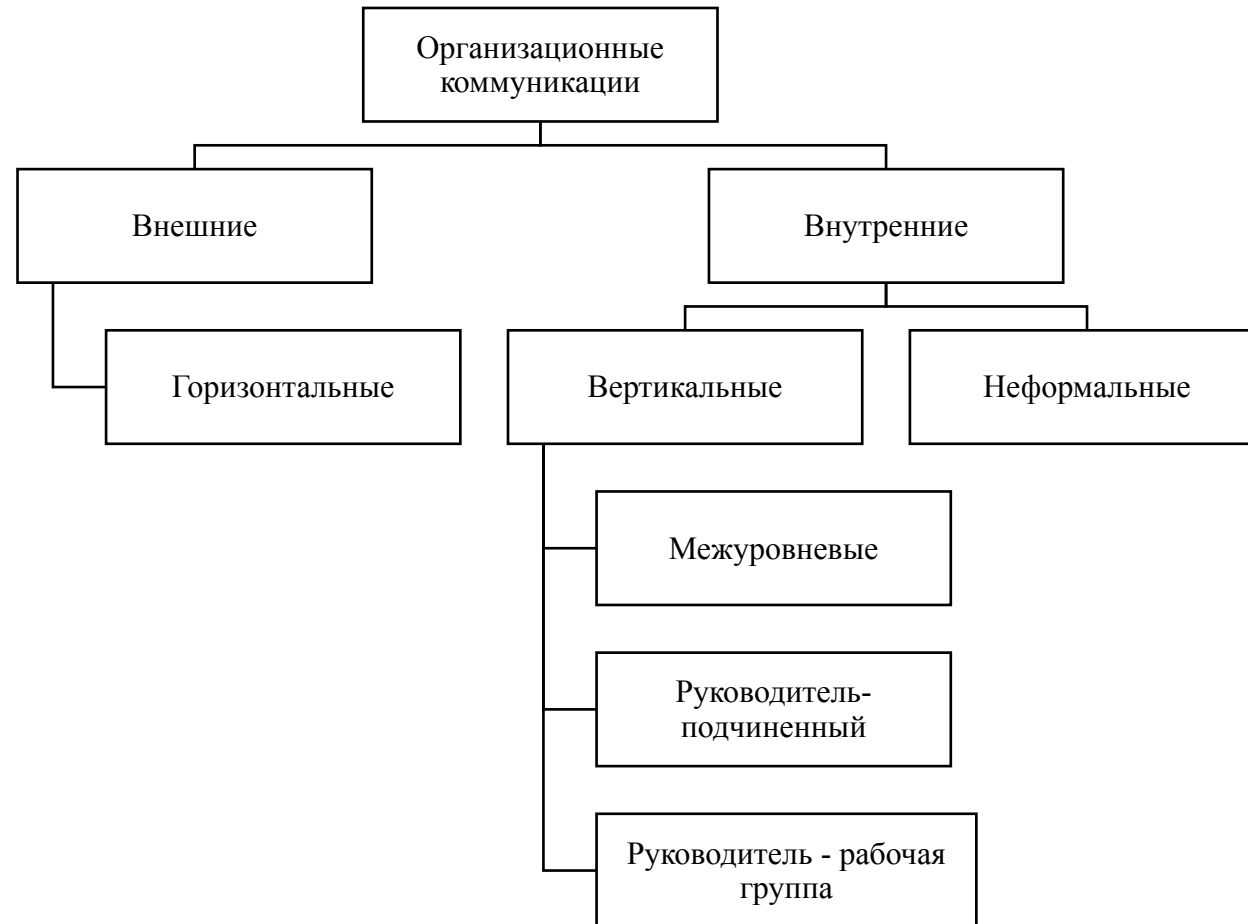 Организационные
коммуникации
Внешние
Внутренние
Горизонтальные
Вертикальные
Неформальные
Межуровневые
Руководитель-
подчиненный
Руководитель - рабочая
группа